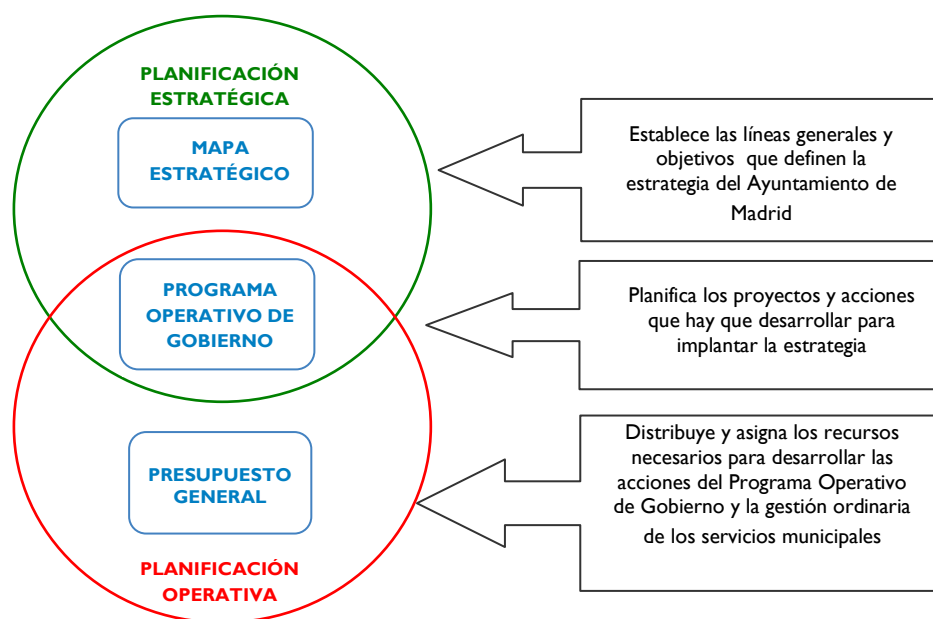 PLANIFICACIÓN
ESTRATÉGICA
MAPA
ESTRATÉGICO
Establece las líneas generales y
objetivos que definen la
estrategia del Ayuntamiento de
Madrid
PROGRAMA
OPERATIVO DE
GOBIERNO
Planifica los proyectos y acciones
que hay que desarrollar para
implantar la estrategia
PRESUPUESTO
GENERAL
Distribuye y asigna los recursos
necesarios para desarrollar las
acciones del Programa Operativo
de Gobierno y la gestión ordinaria
de los servicios municipales
PLANIFICACIÓN
OPERATIVA